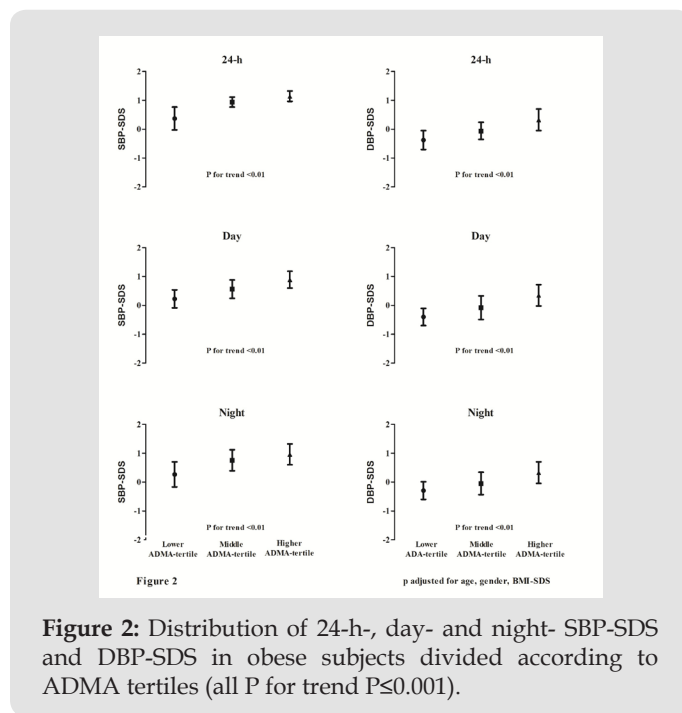 24-h
2
1
0
-1
-2
SBP-SDS
P for trend <0.01
24-h
2
1
0
-1
-2
DBP-SDS
P for trend <0.01
Day
2
1
0
-1
-2
SBP-SDS
P for trend <0.01
Day
2
1
0
-1
-2
DBP-SDS
P for trend <0.01
Night
2
1
0
-1
-2
SBP-SDS
P for trend <0.01
Lower Middle Higher
ADMA-tertile ADMA-tertile ADMA-tertile
Night
2
1
0
-1
-2
DBP-SDS
P for trend <0.01
Lower Middle Higher
ADA-tertile ADMA-tertile ADMA-tertile
Figure 2
p adjusted for age, gender, BMI-SDS
Figure 2: Distribution of 24-h-, day- and night- SBP-SDS
and DBP-SDS in obese subjects divided according to
ADMA tertiles (all P for trend P≤0.001).